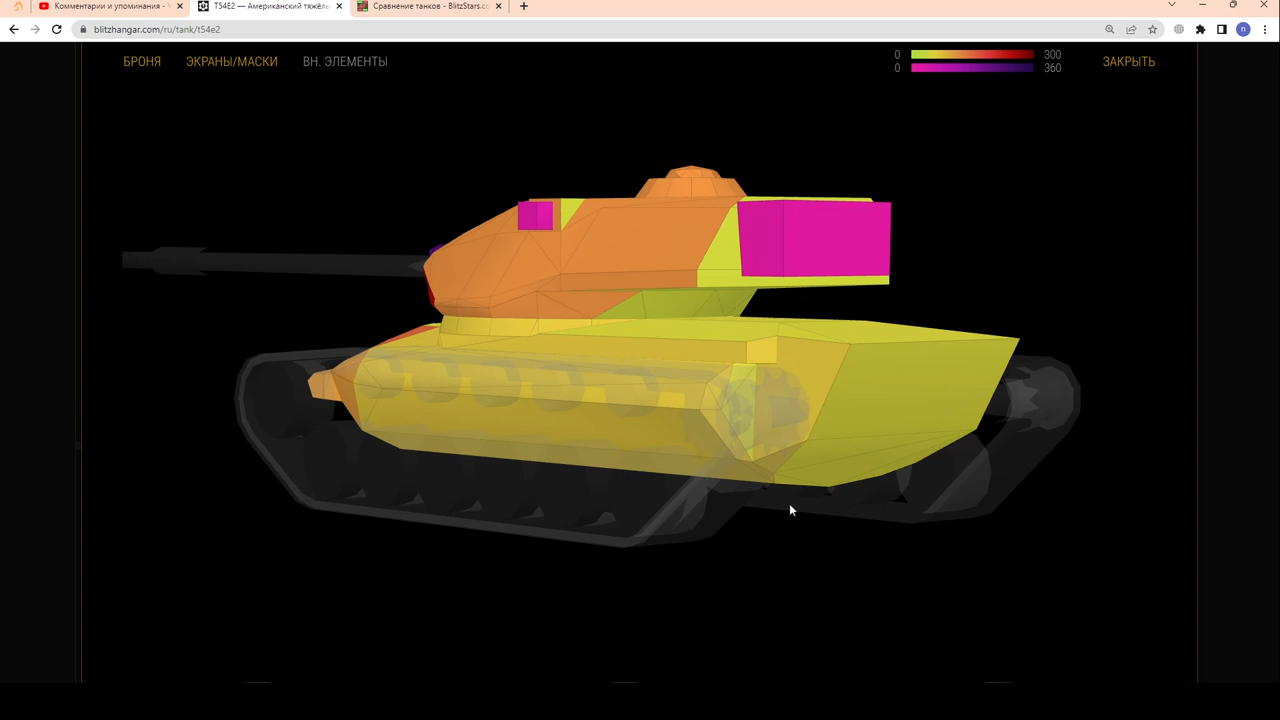 Комментарии и упоминания -
T54E2 — Американский тяжёл
Сравнение танков - BlitzStars.co
blitzhangar.com/ru/tank/t54e2
n
БРОНЯ
ЭКРАНЫ/МАСКИ
ВН. ЭЛЕМЕНТЫ
0
300
0
360
ЗАКРЫТЬ